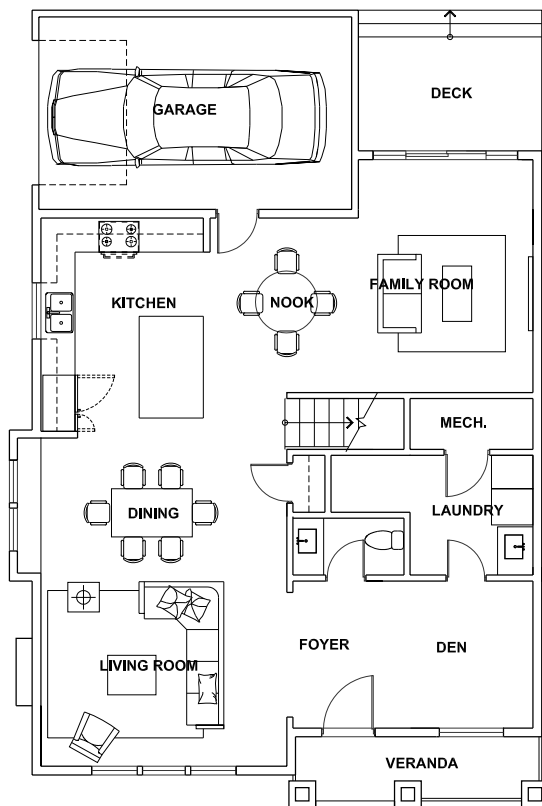 DECK
GARAGE
FAMILY ROOM
KITCHEN
NOOK
MECH.
DINING
LAUNDRY
FOYER
DEN
LIVING ROOM
VERANDA